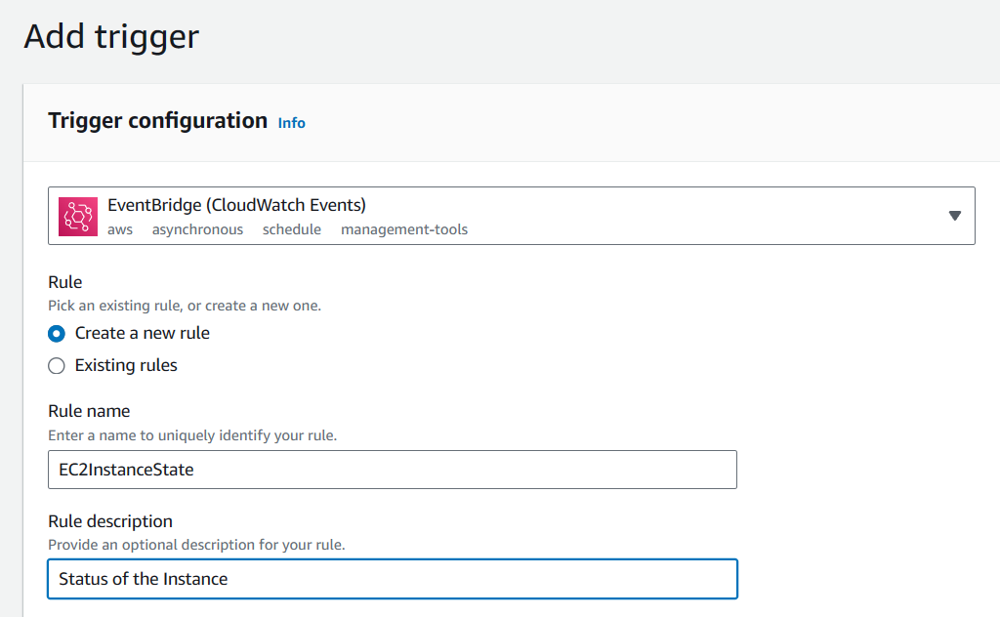 Add trigger
Trigger configuration Info
EventBridge (CloudWatch Events)
aws asynchronous schedule management-tools
Rule
Pick an existing rule, or create a new one.
Create a new rule
Existing rules
Rule name
Enter a name to uniquely identify your rule.
EC2InstanceState
Rule description
Provide an optional description for your rule.
Status of the Instance